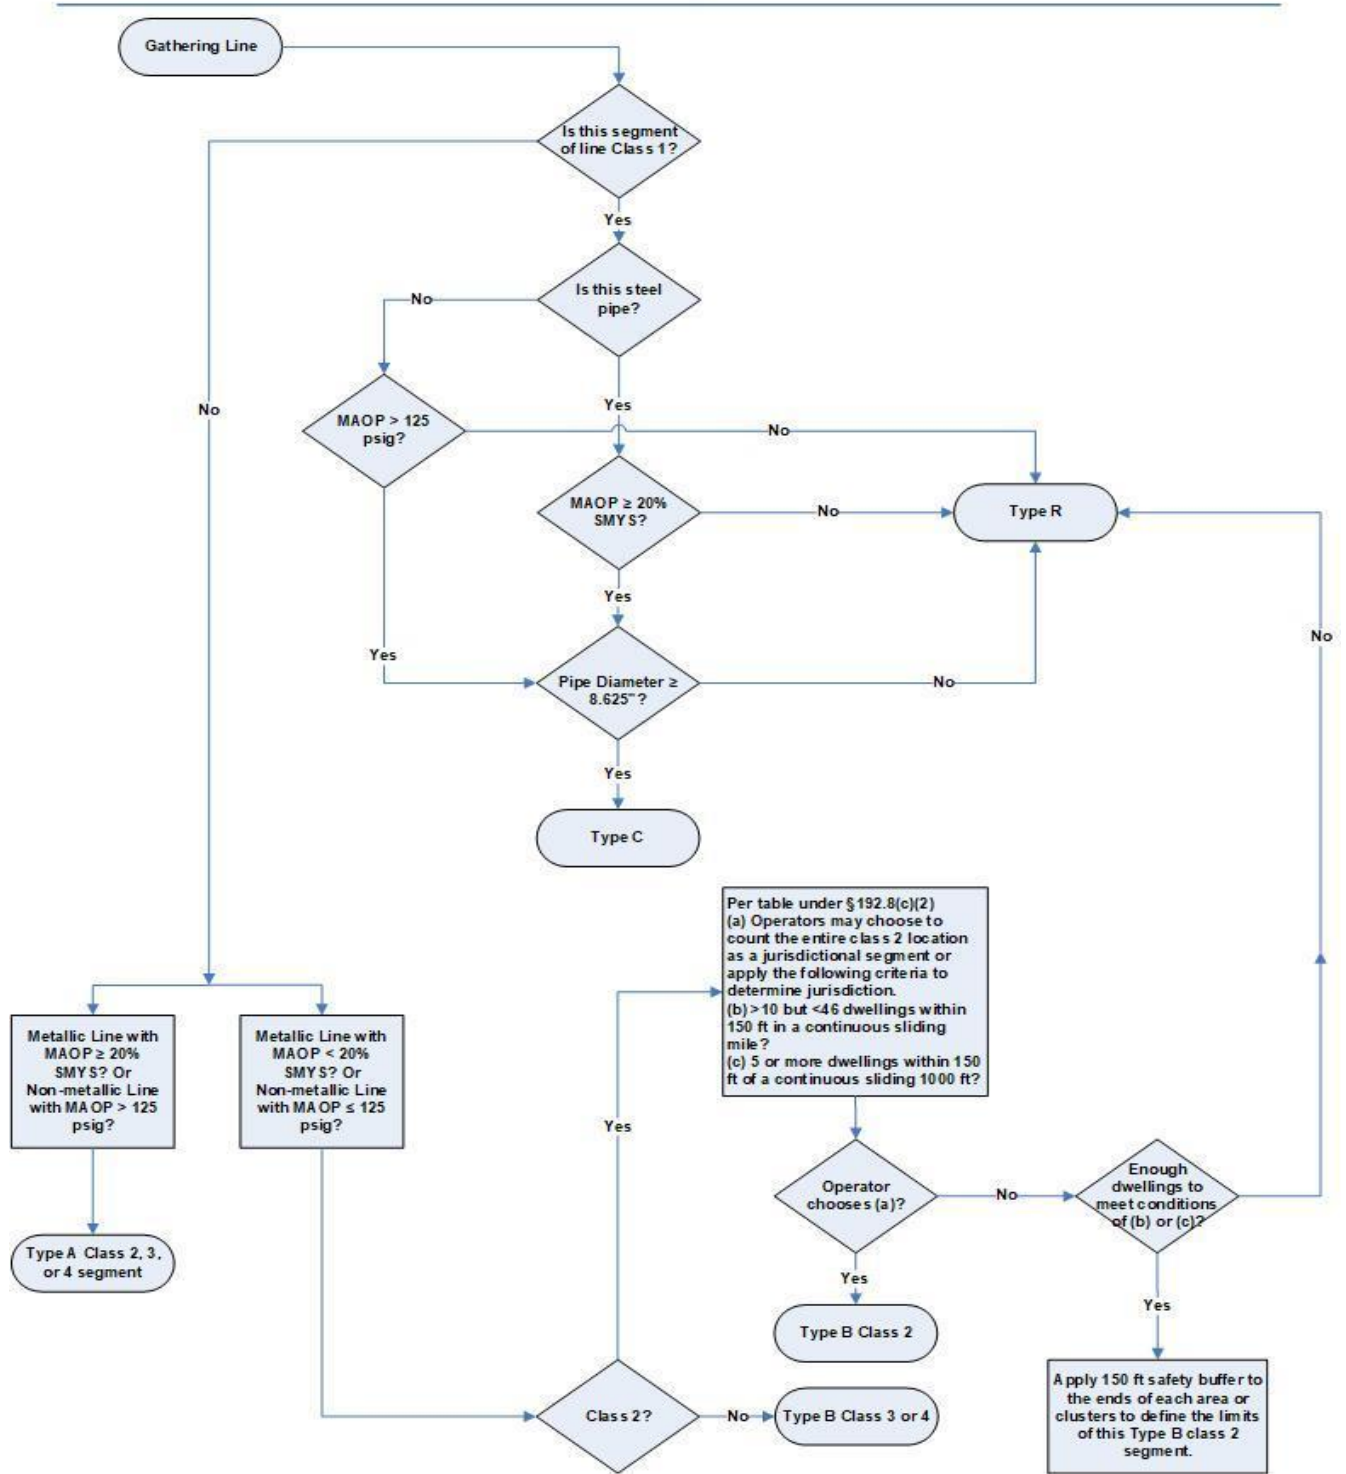 Gathering Line
Is this segment
of line Class 1?
Yes
Is this steel
pipe?
No
No
Yes
MAOP > 125
psig?
No
MAOP ≥ 20%
SMYS?
No
Type R
Yes
No
Yes
Pipe Diameter ≥
8.625"?
No
Yes
Type C
Per table under §192.8(c)(2)
(a) Operators may choose to
count the entire class 2 location
as a jurisdictional segment or
apply the following criteria to
determine jurisdiction.
(b) >10 but <46 dwellings within
150 ft in a continuous sliding
mile?
(c) 5 or more dwellings within 150
ft of a continuous sliding 1000 ft?
Metallic Line with
MAOP ≥ 20%
SMYS? Or
Non-metallic Line
with MAOP > 125
psig?
Metallic Line with
MAOP < 20%
SMYS? Or
Non-metallic Line
with MAOP ≤ 125
psig?
Yes
Operator
chooses (a)?
No
Enough
dwellings to
meet conditions
of (b) or (c)?
Type A Class 2, 3,
or 4 segment
Yes
Yes
Type B Class 2
Class 2?
No
Type B Class 3 or 4
Apply 150 ft safety buffer to
the ends of each area or
clusters to define the limits
of this Type B class 2
segment.